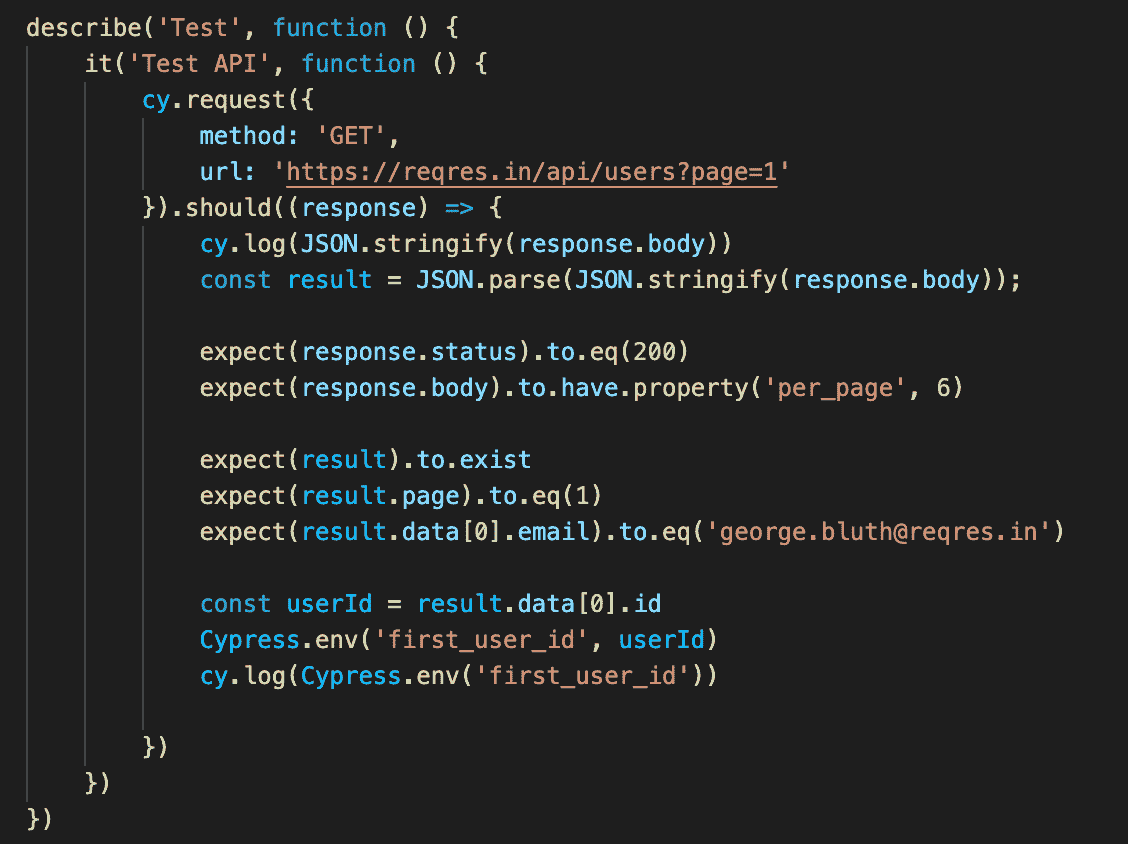 describe('Test', function () {
    it('Test API', function () {
        cy.request({
            method: 'GET',
            url: 'https://reqres.in/api/users?page=1'
        }).should((response) => {
            cy.log(JSON.stringify(response.body))
            const result = JSON.parse(JSON.stringify(response.body));

            expect(response.status).to.eq(200)
            expect(response.body).to.have.property('per_page', 6)

            expect(result).to.exist
            expect(result.page).to.eq(1)
            expect(result.data[0].email).to.eq('george.bluth@reqres.in')

            const userId = result.data[0].id
            Cypress.env('first_user_id', userId)
            cy.log(Cypress.env('first_user_id'))

        })
    })
})